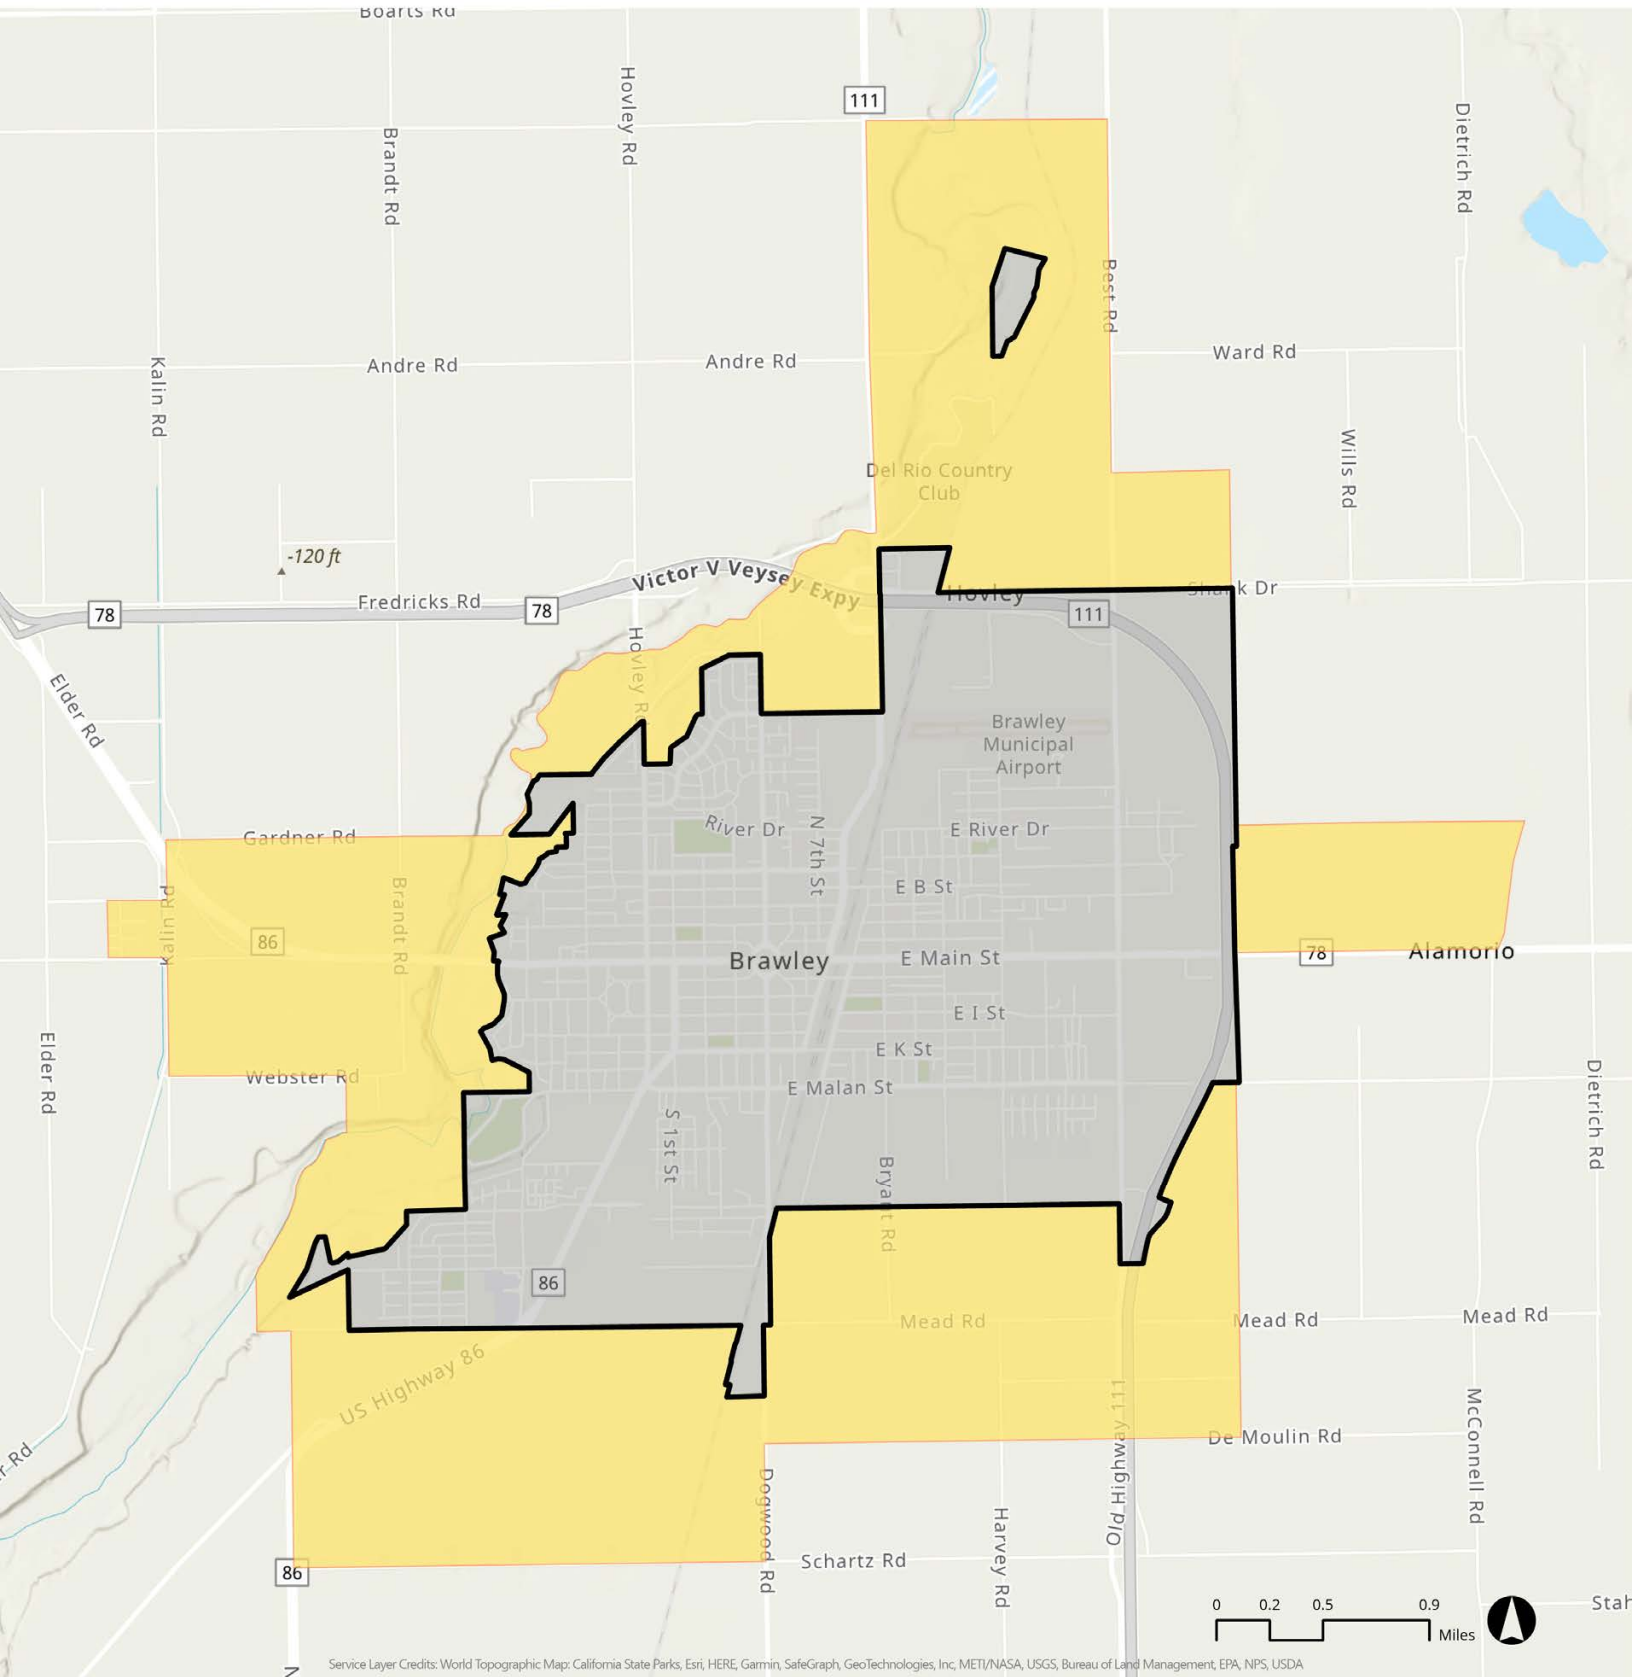 Boarts Rd
111
Hovley Rd
Brandt Rd
Dietrich Rd
Best Rd
Kalin Rd
Andre Rd
Andre Rd
Ward Rd
Wills Rd
Del Rio Country
Club
-120 ft
Victor V Veysey Expy
Hovley
Shank Dr
78
Fredricks Rd
78
111
Hovley Rd
Elder Rd
Brawley
Municipal
Airport
Gardner Rd
River Dr
N 7th St
E River Dr
Kalin Rd
Brandt Rd
E B St
86
Brawley
E Main St
78
Alamorio
E I St
Elder Rd
E K St
Webster Rd
E Malan St
Dietrich Rd
S 1st St
Bryant Rd
86
Mead Rd
Mead Rd
Mead Rd
US Highway 86
Old Highway 111
De Moulin Rd
McConnell Rd
r Rd
Dogwood Rd
Harvey Rd
Schartz Rd
86
0 0.2 0.5 0.9
Miles
Stah
N
Service Layer Credits: World Topographic Map: California State Parks, Esri, HERE, Garmin, SafeGraph, GeoTechnologies, Inc, METI/NASA, USGS, Bureau of Land Management, EPA, NPS, USDA